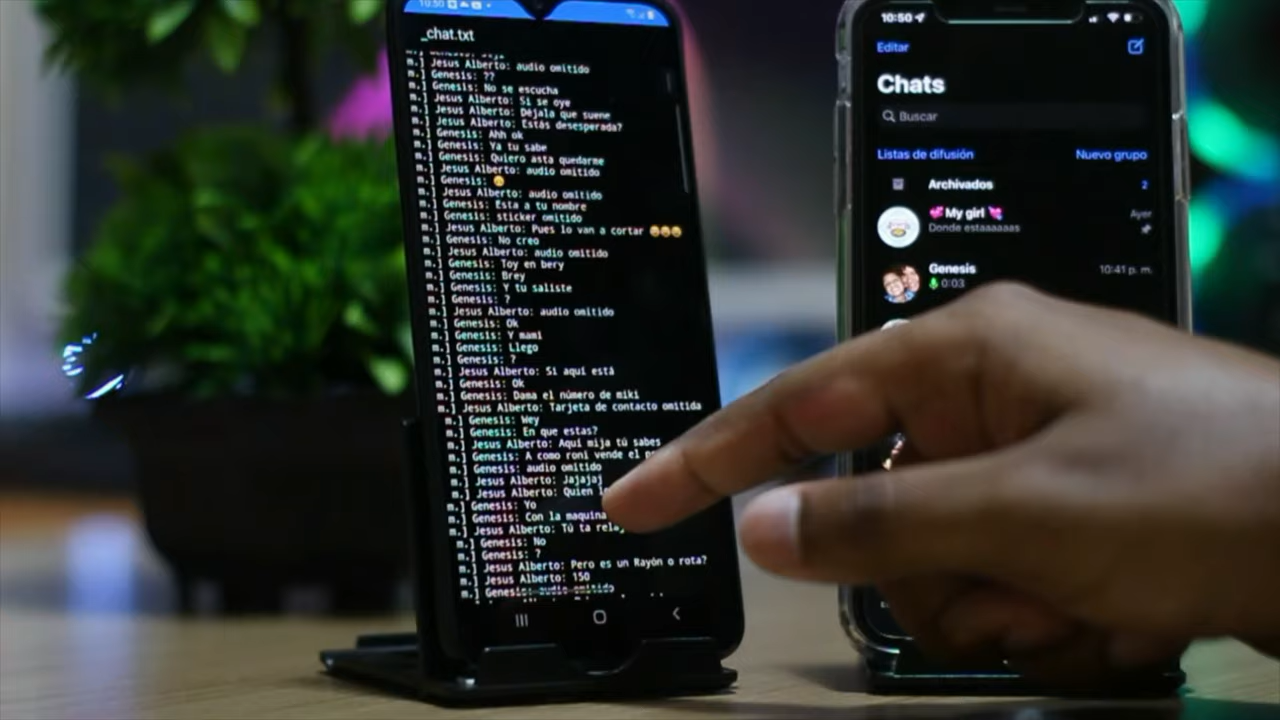 10:50
_chat.txt
m.] Jesus Alberto: audio omitido
m.] Genesis: ??
m.] Genesis: No se escucha
m.] Jesus Alberto: Si se oye
m.] Jesus Alberto: Déjala que suene
m.] Jesus Alberto: Estás desesperada?
m.] Genesis: Ahh ok
m.] Genesis: Ya tu sabe
m.] Genesis: Quiero asta quedarme
m.] Jesus Alberto: audio omitido
m.] Genesis:
m.] Jesus Alberto: audio omitido
m.] Genesis: Esta a tu nombre
m.] Genesis: sticker omitido
m.] Jesus Alberto: Pues lo van a cortar
m.] Genesis: No creo
m.] Jesus Alberto: audio omitido
m.] Genesis: Toy en bery
m.] Genesis: Brey
m.] Genesis: Y tu saliste
m.] Genesis: ?
m.] Jesus Alberto: audio omitido
m.] Genesis: Ok
m.] Genesis: Y mami
m.] Genesis: Llego
m.] Genesis: ?
m.] Jesus Alberto: Si aquí está
m.] Genesis: Ok
m.] Genesis: Dama el número de miki
m.] Jesus Alberto: Tarjeta de contacto omitida
m.] Genesis: Wey
m.] Genesis: En que estas?
m.] Jesus Alberto: Aquí mija tú sabes
m.] Genesis: A como roni vende el
m.] Genesis: audio omitido
m.] Jesus Alberto: Jajajaj
m.] Jesus Alberto: Quien
m.] Genesis: Yo
m.] Genesis: Con la maquina
m.] Jesus Alberto: Tú ta
m.] Genesis: No
m.] Genesis: ?
m.] Jesus Alberto: Pero es un Rayón o rota?
m.] Jesus Alberto: 150
m.] Genesis: audio omitido
10:50
Editar
Chats
Buscar
Listas de difusión Nuevo grupo
Archivados 2
My girl Ayer
Donde estaaaaaas
Genesis 10:41 p. m.
0:03